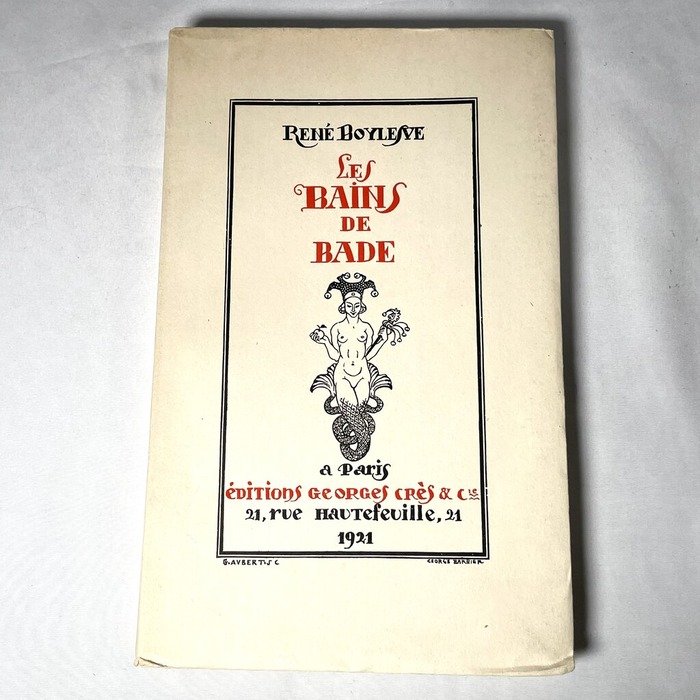 RENÉ BOYLESVE
LES
BAINS
DE
BADE
a Paris
éDitions GEORGES CRÈS & Cie
21, rue HAUTEFEUILLE, 21
1921
G. AUBERT. SC
GEORGE BARBIER